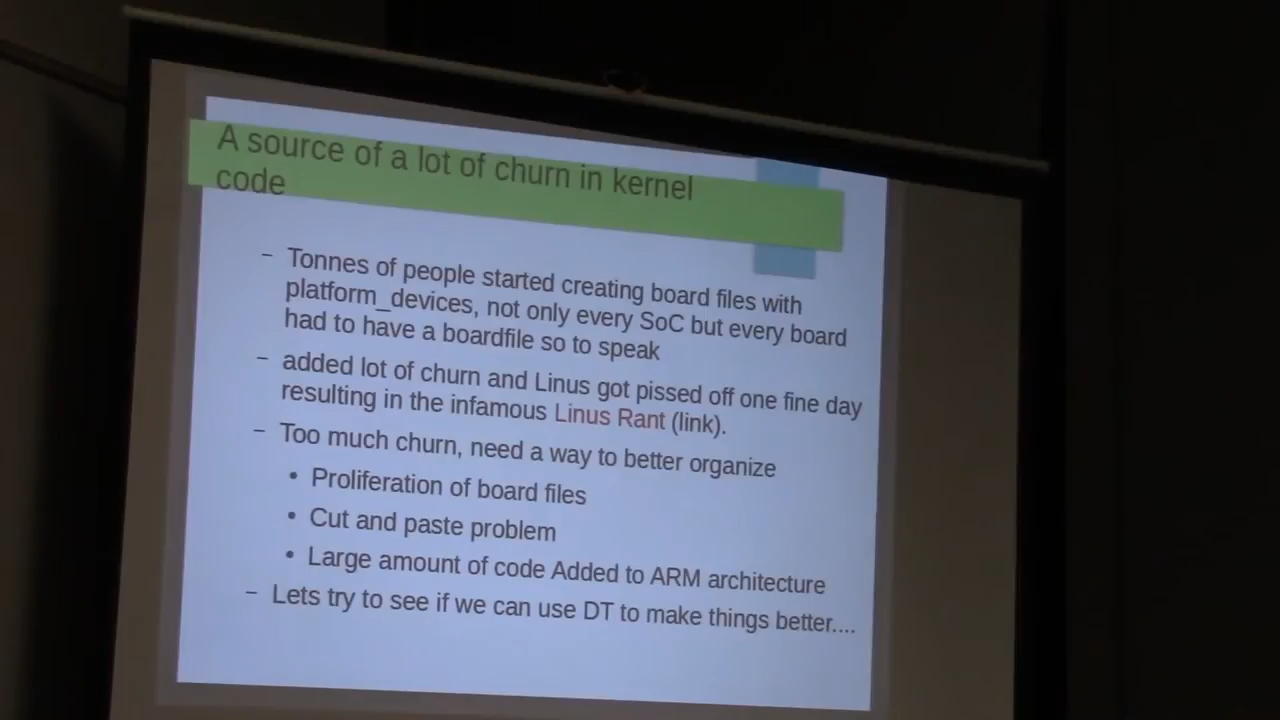 A source of a lot of churn in kernel
code
– Tonnes of people started creating board files with
platform_devices, not only every SoC but every board
had to have a boardfile so to speak
– added lot of churn and Linus got pissed off one fine day
resulting in the infamous Linus Rant (link).
– Too much churn, need a way to better organize
• Proliferation of board files
• Cut and paste problem
• Large amount of code Added to ARM architecture
– Lets try to see if we can use DT to make things better....